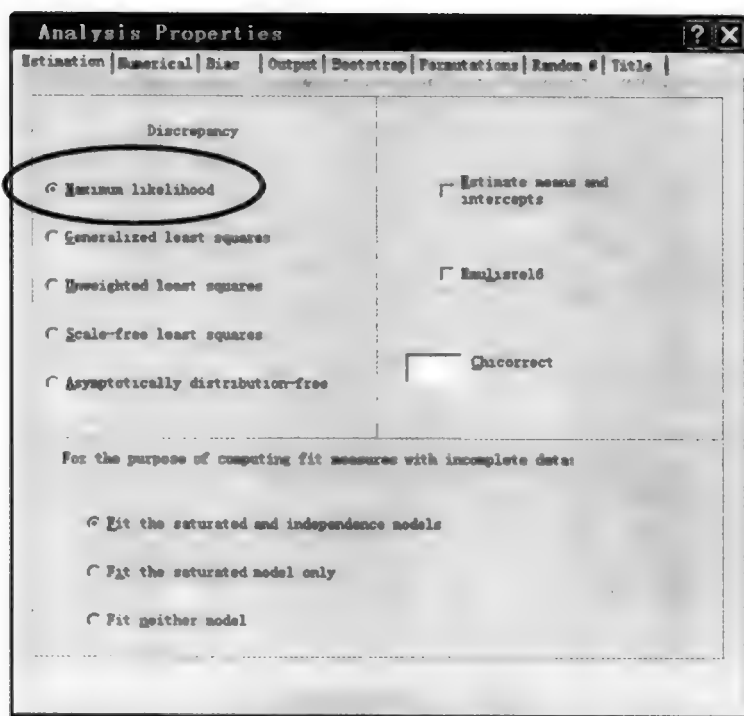 Analysis Properties
Estimation Numerical Bias Output Bootstrap Permutations Random # Title
Discrepancy
Maximum likelihood
Generalized least squares
Unweighted least squares
Scale-free least squares
Asymptotically distribution-free
Estimate means and
intercepts
Emulisrel6
Chicorrect
For the purpose of computing fit measures with incomplete data:
Fit the saturated and independence models
Fit the saturated model only
Fit neither model